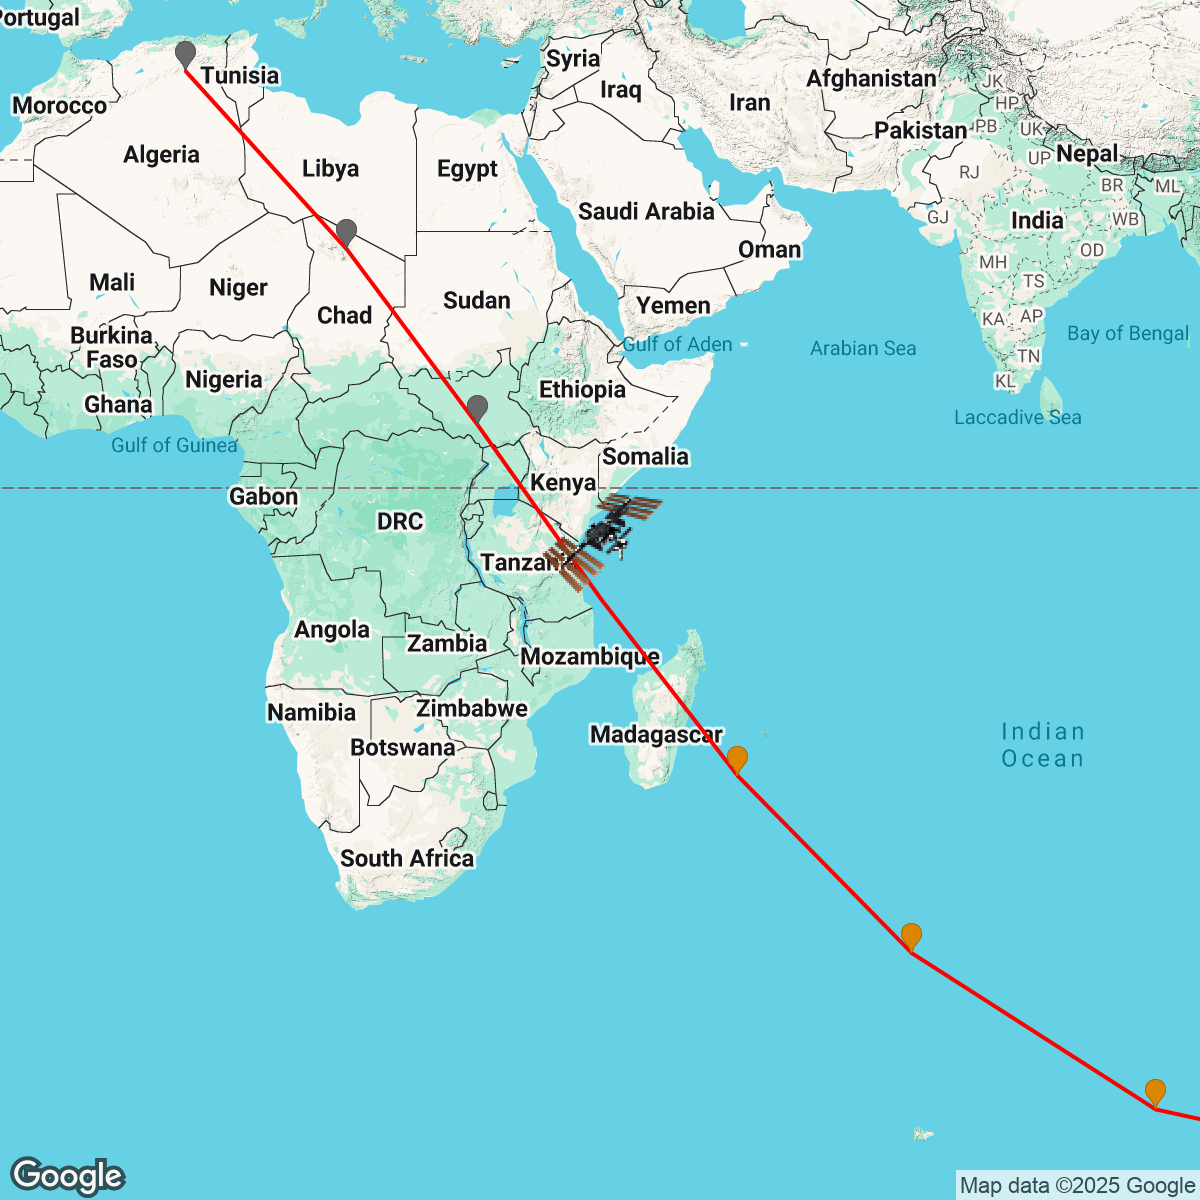 Portugal
Syria
Afghanistan
JK
Tunisia
Iraq
Iran
HP
Morocco
Pakistan
PB
UK
Algeria
Libya
Egypt
UP
Nepal
RJ
BR
ML
Saudi Arabia
GJ
India
WB
Oman
OD
MH
Mali
Niger
TS
Sudan
Yemen
Chad
KA
AP
Burkina
Faso
Gulf of Aden
Arabian Sea
Bay of Bengal
TN
Nigeria
KL
Ethiopia
Ghana
Laccadive Sea
Gulf of Guinea
Somalia
Kenya
Gabon
DRC
Tanzan
Angola
Zambia
Mozambique
Namibia
Zimbabwe
Madagascar
Indian
Ocean
Botswana
South Africa
Google
Map data ©2025 Google